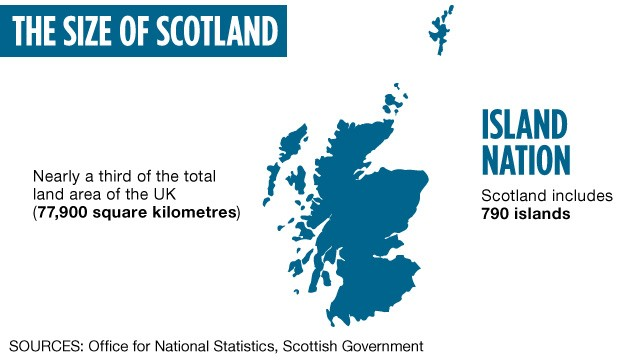 THE SIZE OF SCOTLAND
Nearly a third of the total
land area of the UK
(77,900 square kilometres)
ISLAND
NATION
Scotland includes
790 islands
SOURCES: Office for National Statistics, Scottish Government